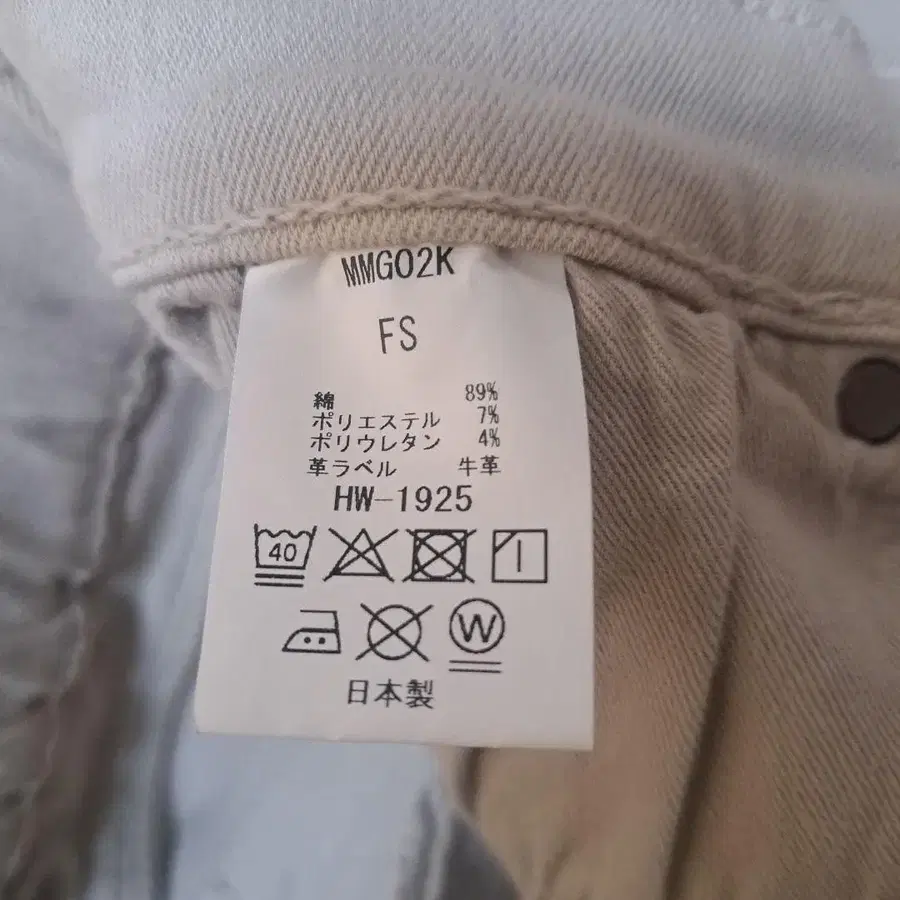 MMG02K
FS
綿 89%
ポリエステル 7%
ポリウレタン 4%
革ラベル 牛革
HW-1925
40
W
日本製